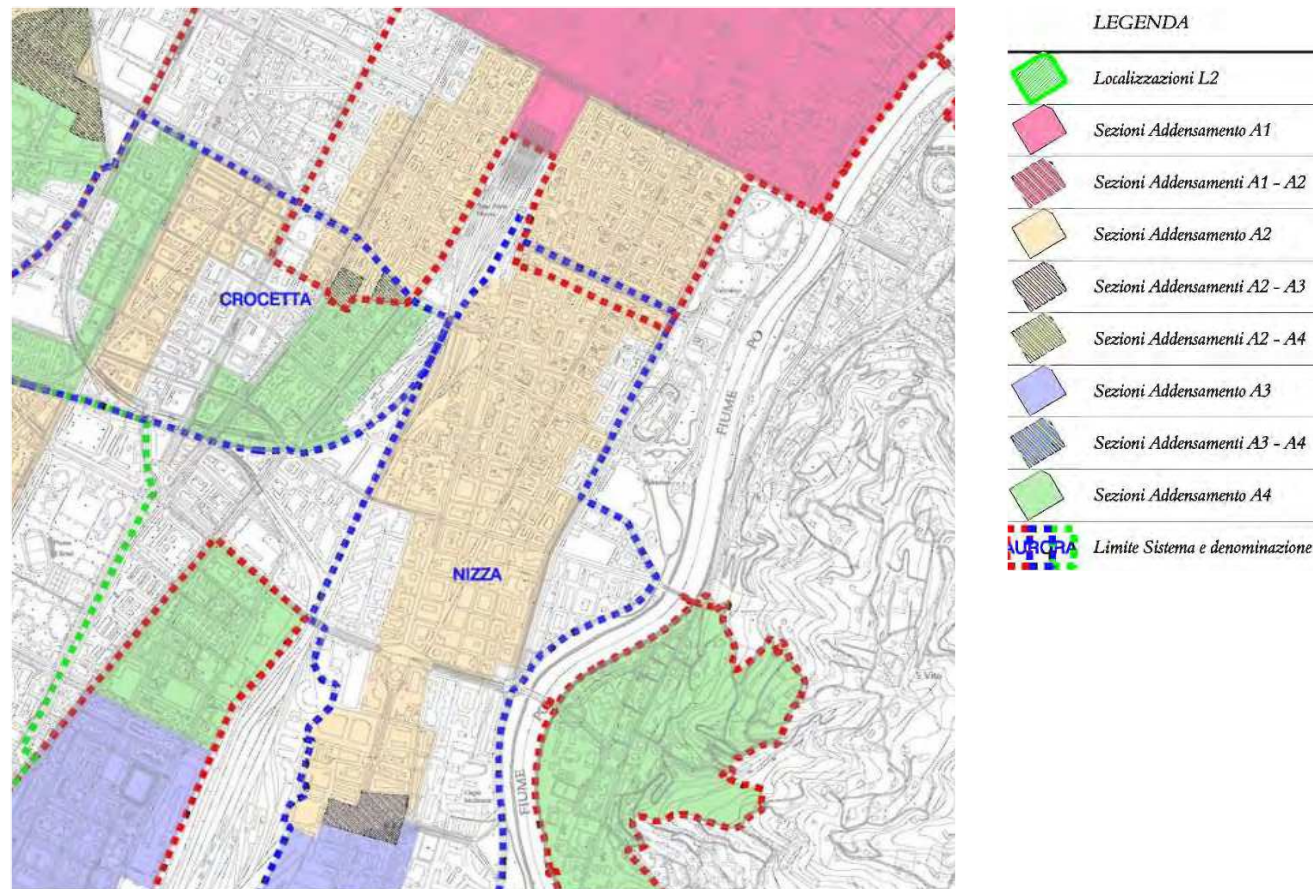 CROCETTA
NIZZA
FIUME
PO
FIUME
PO
S. Vito
LEGENDA
Localizzazioni L2
Sezioni Addensamento A1
Sezioni Addensamenti A1 - A2
Sezioni Addensamento A2
Sezioni Addensamenti A2 - A3
Sezioni Addensamenti A2 - A4
Sezioni Addensamento A3
Sezioni Addensamenti A3 - A4
Sezioni Addensamento A4
AURORA Limite Sistema e denominazione